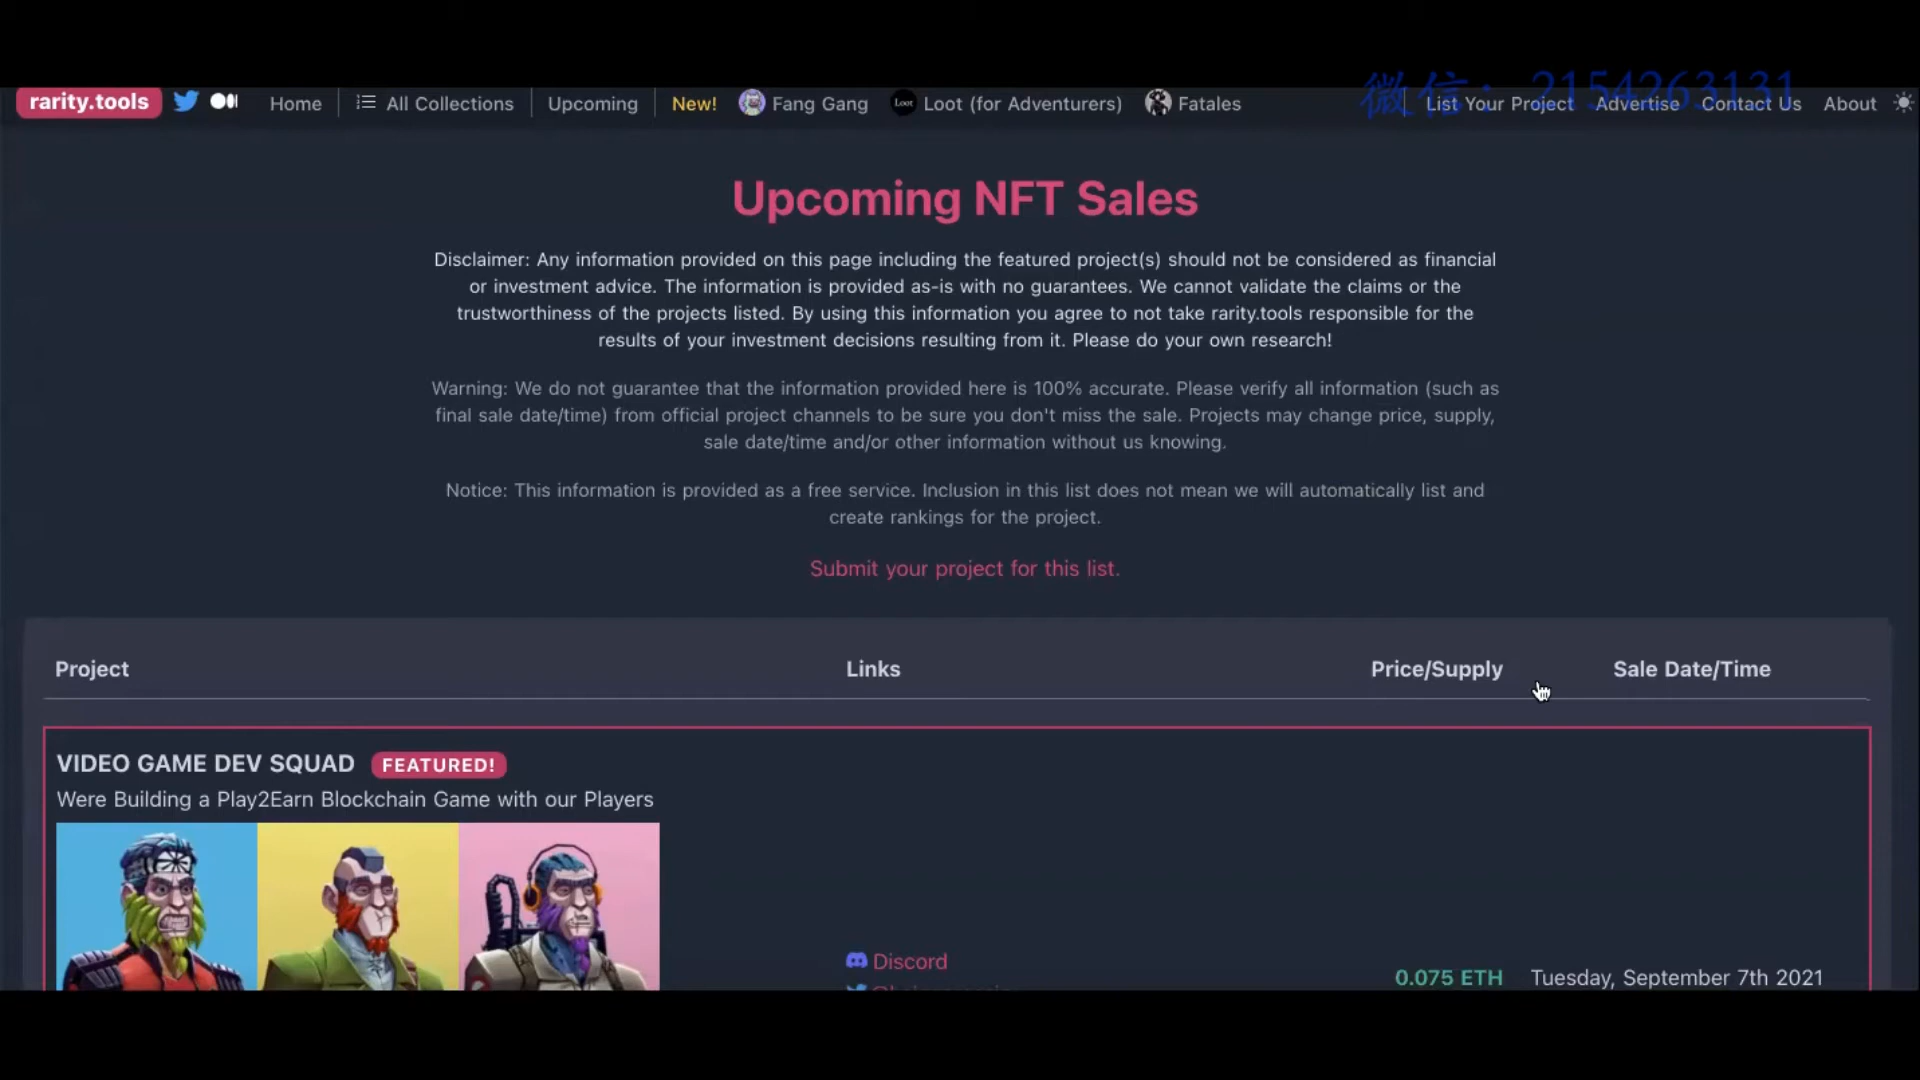 rarity.tools Home All Collections Upcoming New! Fang Gang Loot Loot (for Adventurers) Fatales List Your Project Advertise Contact Us About
微信：2154263131
Upcoming NFT Sales
Disclaimer: Any information provided on this page including the featured project(s) should not be considered as financial
or investment advice. The information is provided as-is with no guarantees. We cannot validate the claims or the
trustworthiness of the projects listed. By using this information you agree to not take rarity.tools responsible for the
results of your investment decisions resulting from it. Please do your own research!
Warning: We do not guarantee that the information provided here is 100% accurate. Please verify all information (such as
final sale date/time) from official project channels to be sure you don't miss the sale. Projects may change price, supply,
sale date/time and/or other information without us knowing.
Notice: This information is provided as a free service. Inclusion in this list does not mean we will automatically list and
create rankings for the project.
Submit your project for this list.
Project Links Price/Supply Sale Date/Time
VIDEO GAME DEV SQUAD FEATURED!
Were Building a Play2Earn Blockchain Game with our Players
Discord
0.075 ETH Tuesday, September 7th 2021